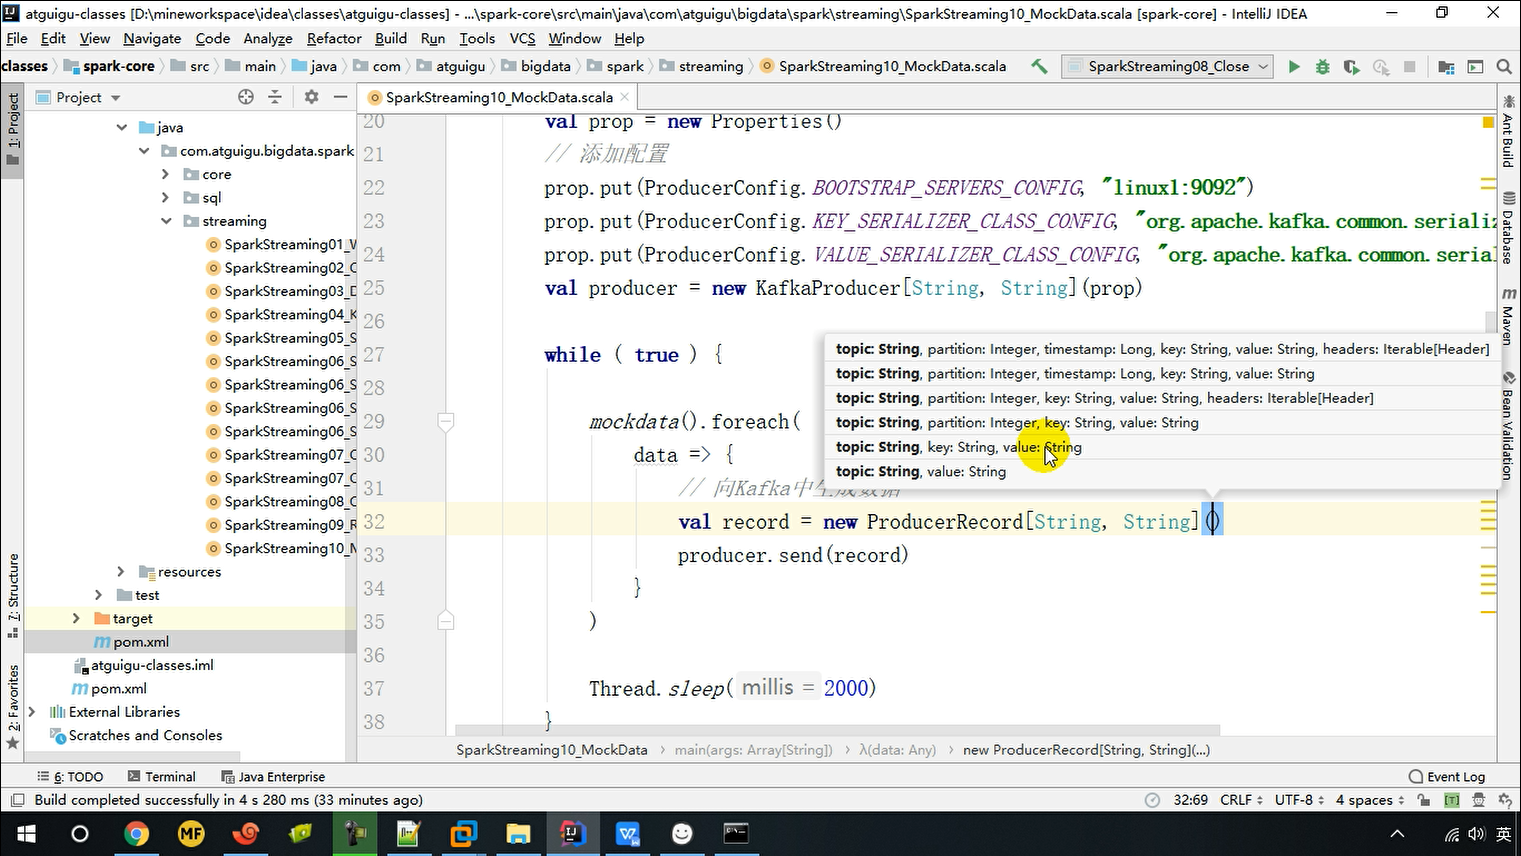 atguigu-classes [D:\mineworkspace\idea\classes\atguigu-classes] - ...\spark-core\src\main\java\com\atguigu\bigdata\spark\streaming\SparkStreaming10_MockData.scala [spark-core] - IntelliJ IDEA
File Edit View Navigate Code Analyze Refactor Build Run Tools VCS Window Help
classes spark-core src main java com atguigu bigdata spark streaming SparkStreaming10_MockData.scala SparkStreaming08_Close
1: Project
Project
SparkStreaming10_MockData.scala
java
com.atguigu.bigdata.spark
core
sql
streaming
SparkStreaming01_W
SparkStreaming02_C
SparkStreaming03_D
SparkStreaming04_K
SparkStreaming05_S
SparkStreaming06_S
SparkStreaming06_S
SparkStreaming06_S
SparkStreaming06_S
SparkStreaming07_C
SparkStreaming07_C
SparkStreaming08_C
SparkStreaming09_R
SparkStreaming10_M
resources
test
target
pom.xml
atguigu-classes.iml
pom.xml
External Libraries
Scratches and Consoles
7: Structure
2: Favorites
20 val prop = new Properties()
21 // 添加配置
22 prop.put(ProducerConfig.BOOTSTRAP_SERVERS_CONFIG, "linux1:9092")
23 prop.put(ProducerConfig.KEY_SERIALIZER_CLASS_CONFIG, "org.apache.kafka.common.serializ
24 prop.put(ProducerConfig.VALUE_SERIALIZER_CLASS_CONFIG, "org.apache.kafka.common.serial
25 val producer = new KafkaProducer[String, String](prop)
26
27 while ( true ) {
28
29 mockdata().foreach(
30 data => {
31 // 向Kafka中生成数据
32 val record = new ProducerRecord[String, String]()
33 producer.send(record)
34 }
35 )
36
37 Thread.sleep( millis = 2000)
38 }
topic: String, partition: Integer, timestamp: Long, key: String, value: String, headers: Iterable[Header]
topic: String, partition: Integer, timestamp: Long, key: String, value: String
topic: String, partition: Integer, key: String, value: String, headers: Iterable[Header]
topic: String, partition: Integer, key: String, value: String
topic: String, key: String, value: String
topic: String, value: String
Ant Build
Database
Maven
Bean Validation
SparkStreaming10_MockData main(args: Array[String]) λ(data: Any) new ProducerRecord[String, String](...)
6: TODO Terminal Java Enterprise Event Log
Build completed successfully in 4 s 280 ms (33 minutes ago) 32:69 CRLF UTF-8 4 spaces
英